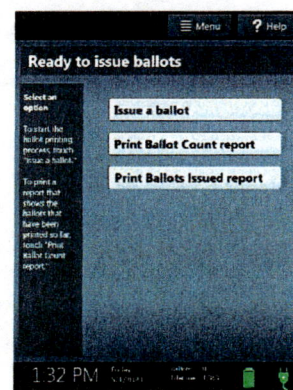 Menu
? Help
Ready to issue ballots
Select an
option
To start the
ballot printing
process, touch
"Issue a ballot."
To print a
report that
shows the
ballots that
have been
printed so far,
touch "Print
Ballot Count
report."
Issue a ballot
Print Ballot Count report
Print Ballots Issued report
1:32 PM